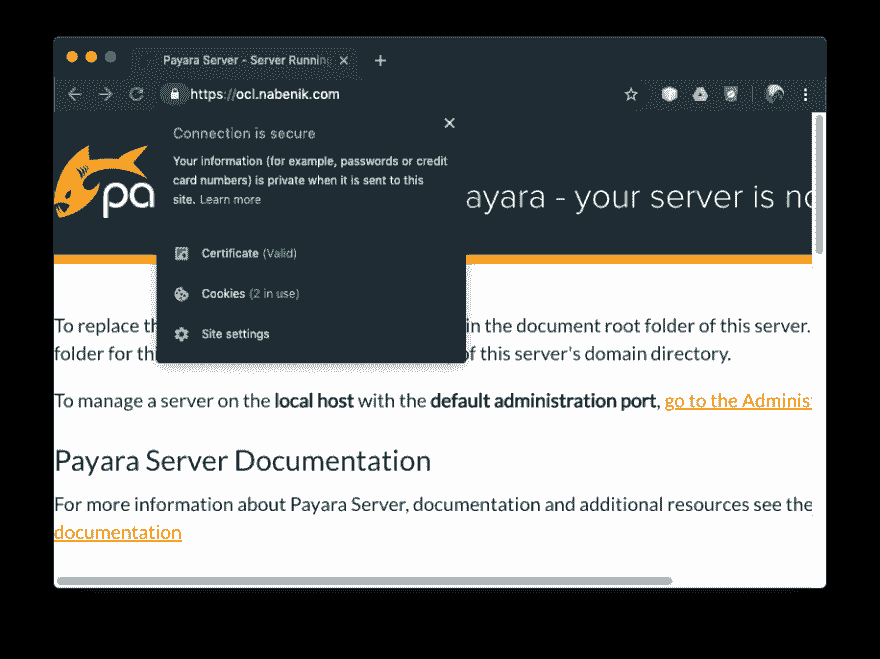 Payara Server - Server Running
https://ocl.nabenik.com
Connection is secure
Your information (for example, passwords or credit
card numbers) is private when it is sent to this
site. Learn more
Certificate (Valid)
Cookies (2 in use)
Site settings
pa
ayara - your server is no
To replace th in the document root folder of this server.
folder for thi of this server's domain directory.
To manage a server on the local host with the default administration port, go to the Adminis
Payara Server Documentation
For more information about Payara Server, documentation and additional resources see the
documentation